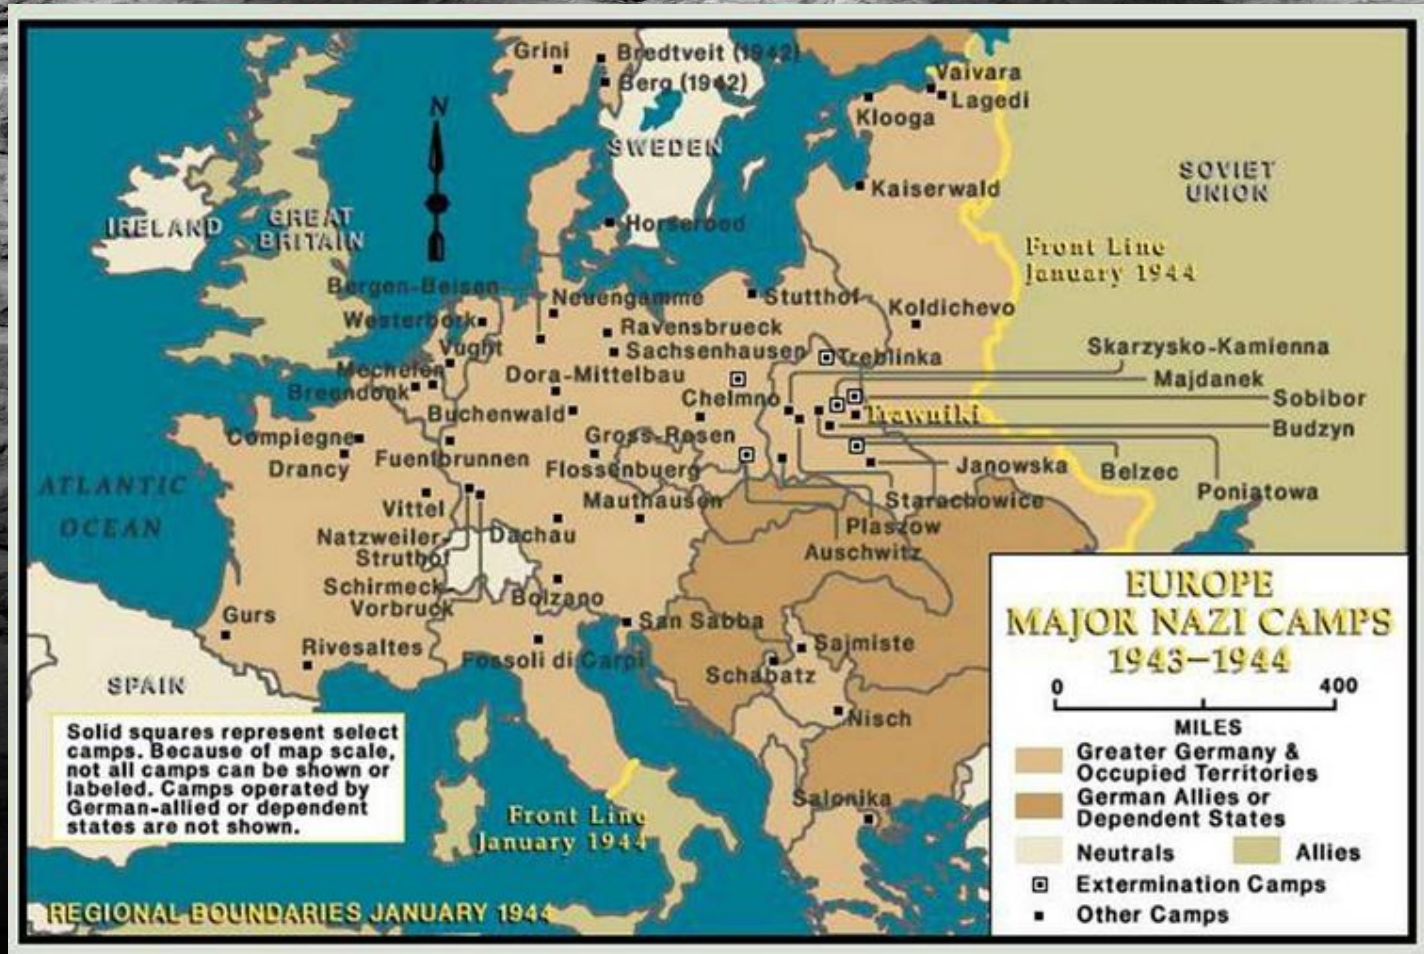 Grini
Bredtveit (1942)
Berg (1942)
Vaivara
Lagedi
Klooga
N
SWEDEN
SOVIET
UNION
Kaiserwald
IRELAND
GREAT
BRITAIN
Horseroed
Front Line
January 1944
Bergen-Belsen
Neuengamme
Stutthof
Koldichevo
Westerbork
Ravensbrueck
Vught
Sachsenhausen
Treblinka
Skarzysko-Kamienna
Mechelen
Dora-Mittelbau
Majdanek
Breendonk
Chelmno
Sobibor
Buchenwald
Trawniki
Budzyn
Compiegne
Gross-Rosen
Drancy
Fuentbrunnen
Flossenbuerg
Janowska
Belzec
ATLANTIC
OCEAN
Vittel
Mauthausen
Starachowice
Poniatowa
Natzweiler-
Struthof
Dachau
Plaszow
Auschwitz
Schirmeck-
Vorbruck
Bolzano
Gurs
San Sabba
Rivesaltes
Fossoli di Carpi
Sajmiste
Schabatz
SPAIN
Nisch
Salonika
Front Line
January 1944
Solid squares represent select
camps. Because of map scale,
not all camps can be shown or
labeled. Camps operated by
German-allied or dependent
states are not shown.
REGIONAL BOUNDARIES JANUARY 1944
EUROPE
MAJOR NAZI CAMPS
1943–1944
0 400
MILES
Greater Germany &
Occupied Territories
German Allies or
Dependent States
Neutrals
Allies
Extermination Camps
Other Camps